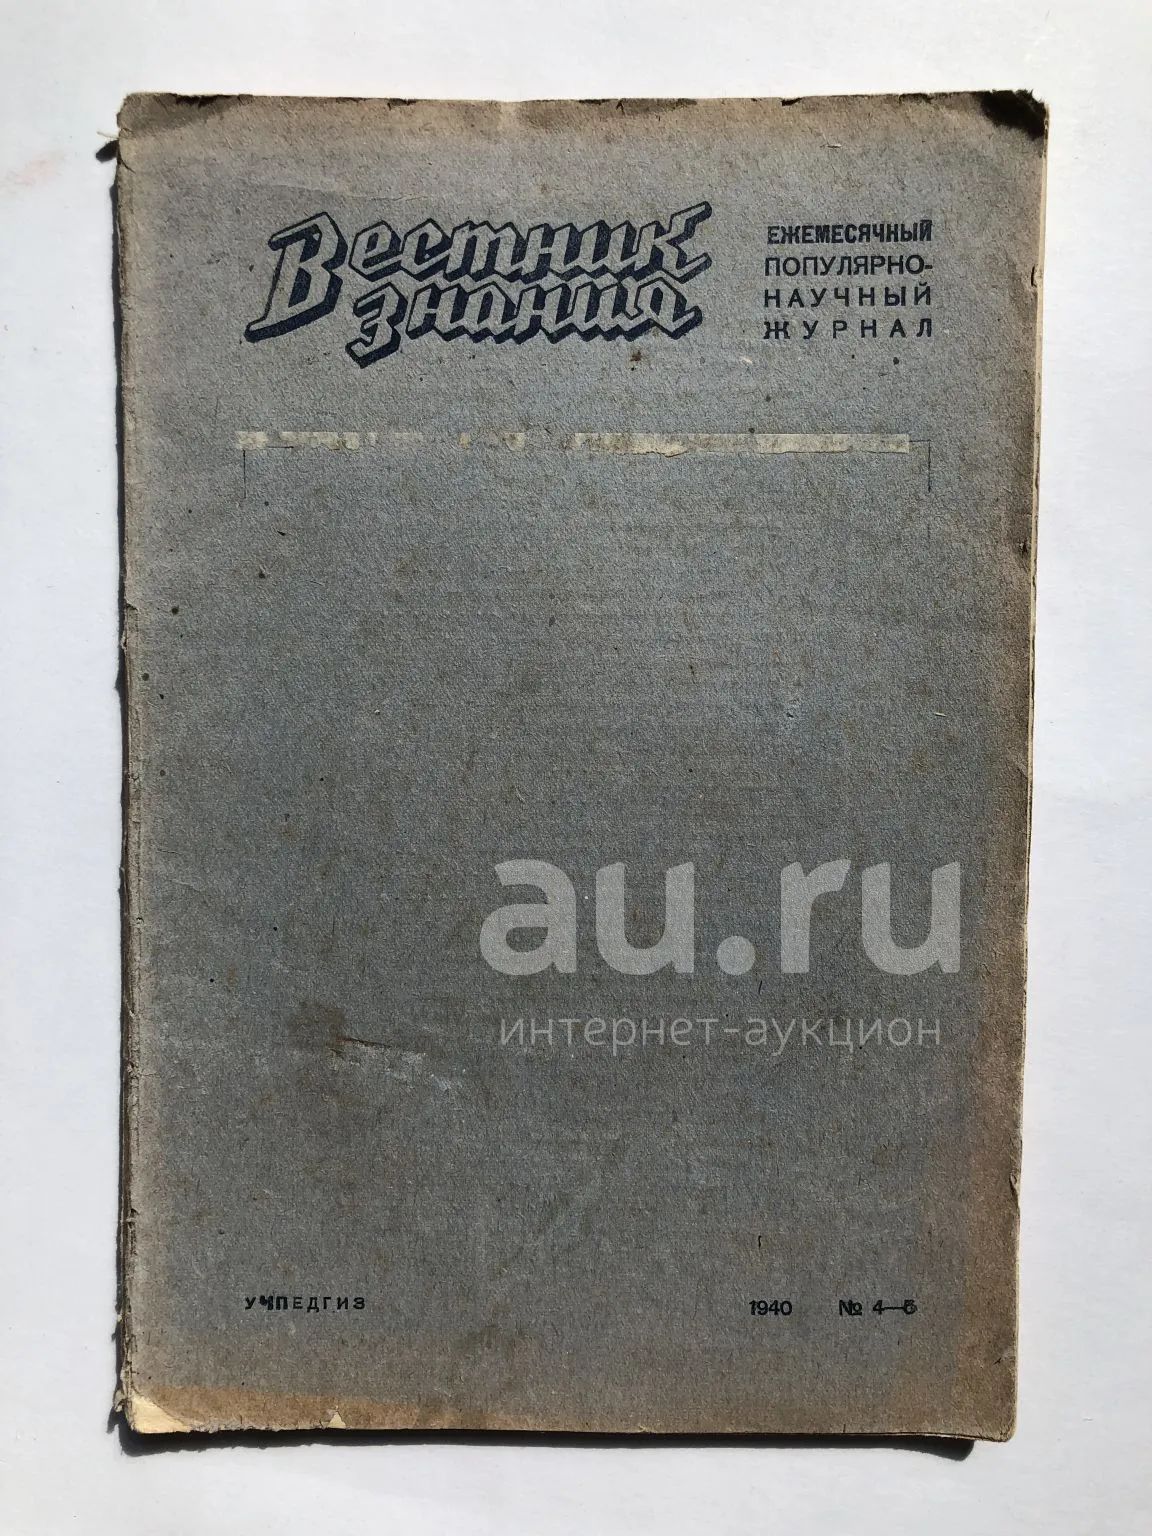 Вестник
знания
ЕЖЕМЕСЯЧНЫЙ
ПОПУЛЯРНО-
НАУЧНЫЙ
ЖУРНАЛ
au.ru
интернет-аукцион
УЧПЕДГИЗ
1940 № 4—5